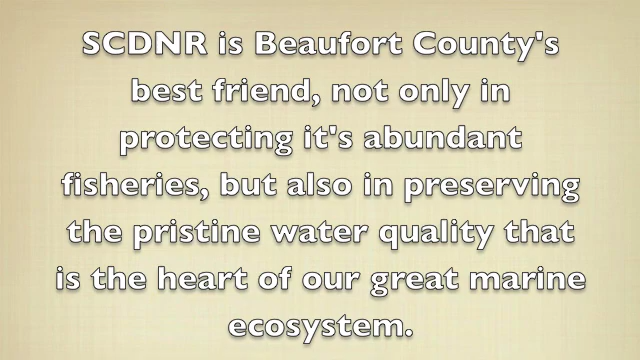 SCDNR is Beaufort County's
best friend, not only in
protecting it's abundant
fisheries, but also in preserving
the pristine water quality that
is the heart of our great marine
ecosystem.